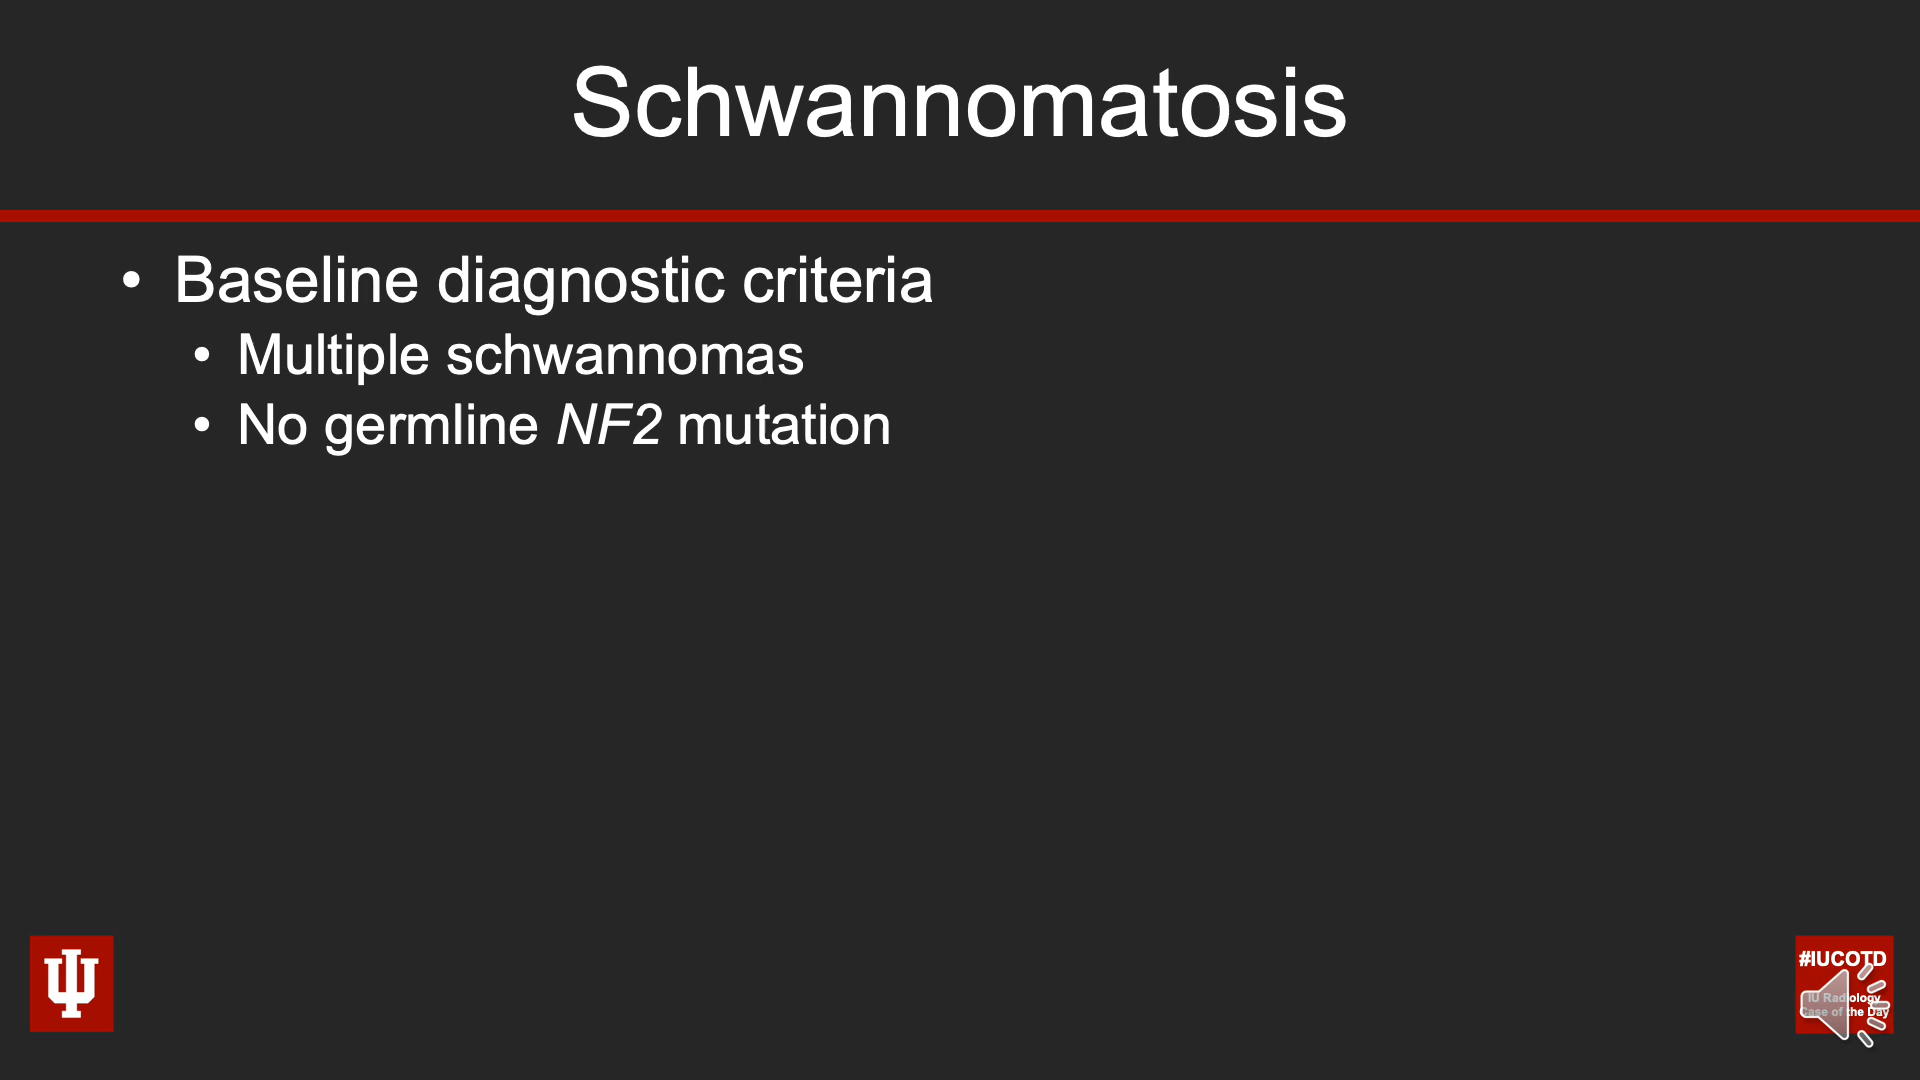 Schwannomatosis
• Baseline diagnostic criteria
• Multiple schwannomas
• No germline NF2 mutation
#IUCOTD
IU Radiology
Case of the Day